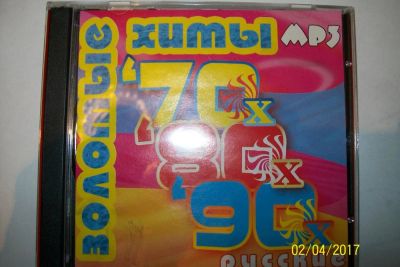 золотые
хиты
MP3
'70х
'80х
'90х
русские
02/04/2017